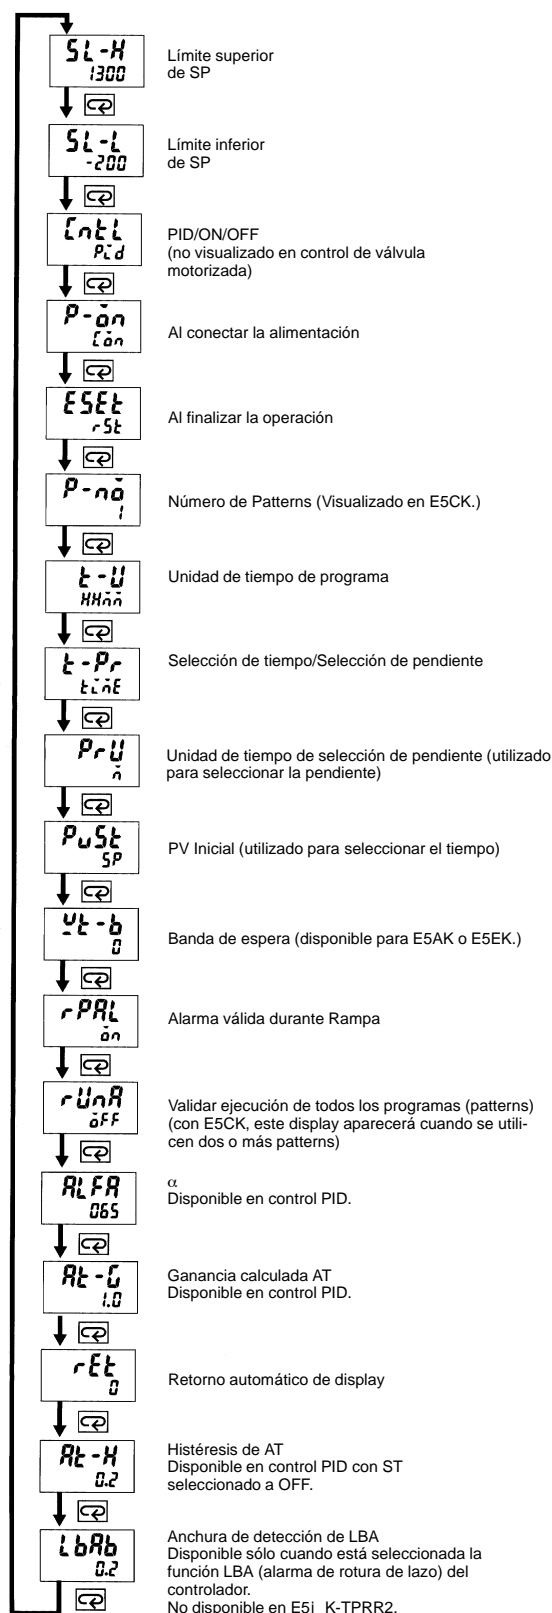 SL-H
1300
Límite superior
de SP
SL-L
-200
Límite inferior
de SP
CntL
Pid
PID/ON/OFF
(no visualizado en control de válvula
motorizada)
P-on
Con
Al conectar la alimentación
ESEt
rSt
Al finalizar la operación
P-no
1
Número de Patterns (Visualizado en E5CK.)
t-U
HHmm
Unidad de tiempo de programa
t-Pr
timE
Selección de tiempo/Selección de pendiente
PrU
m
Unidad de tiempo de selección de pendiente (utilizado
para seleccionar la pendiente)
PvSt
SP
PV Inicial (utilizado para seleccionar el tiempo)
Wt-b
0
Banda de espera (disponible para E5AK o E5EK.)
rPAL
on
Alarma válida durante Rampa
rUnA
oFF
Validar ejecución de todos los programas (patterns)
(con E5CK, este display aparecerá cuando se utili-
cen dos o más patterns)
ALFA
065
α
Disponible en control PID.
At-G
1.0
Ganancia calculada AT
Disponible en control PID.
rEt
0
Retorno automático de display
At-H
0.2
Histéresis de AT
Disponible en control PID con ST
seleccionado a OFF.
LbAb
0.2
Anchura de detección de LBA
Disponible sólo cuando está seleccionada la
función LBA (alarma de rotura de lazo) del
controlador.
No disponible en E5j K-TPRR2.